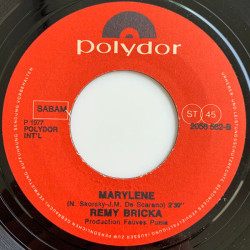 polydor
SABAM
ST 45
℗ 1977
POLYDOR
INT'L
2056 662-B
MARYLENE
(N. Skorsky-J.M. De Scarano) 2'30"
REMY BRICKA
Production Fauves Puma